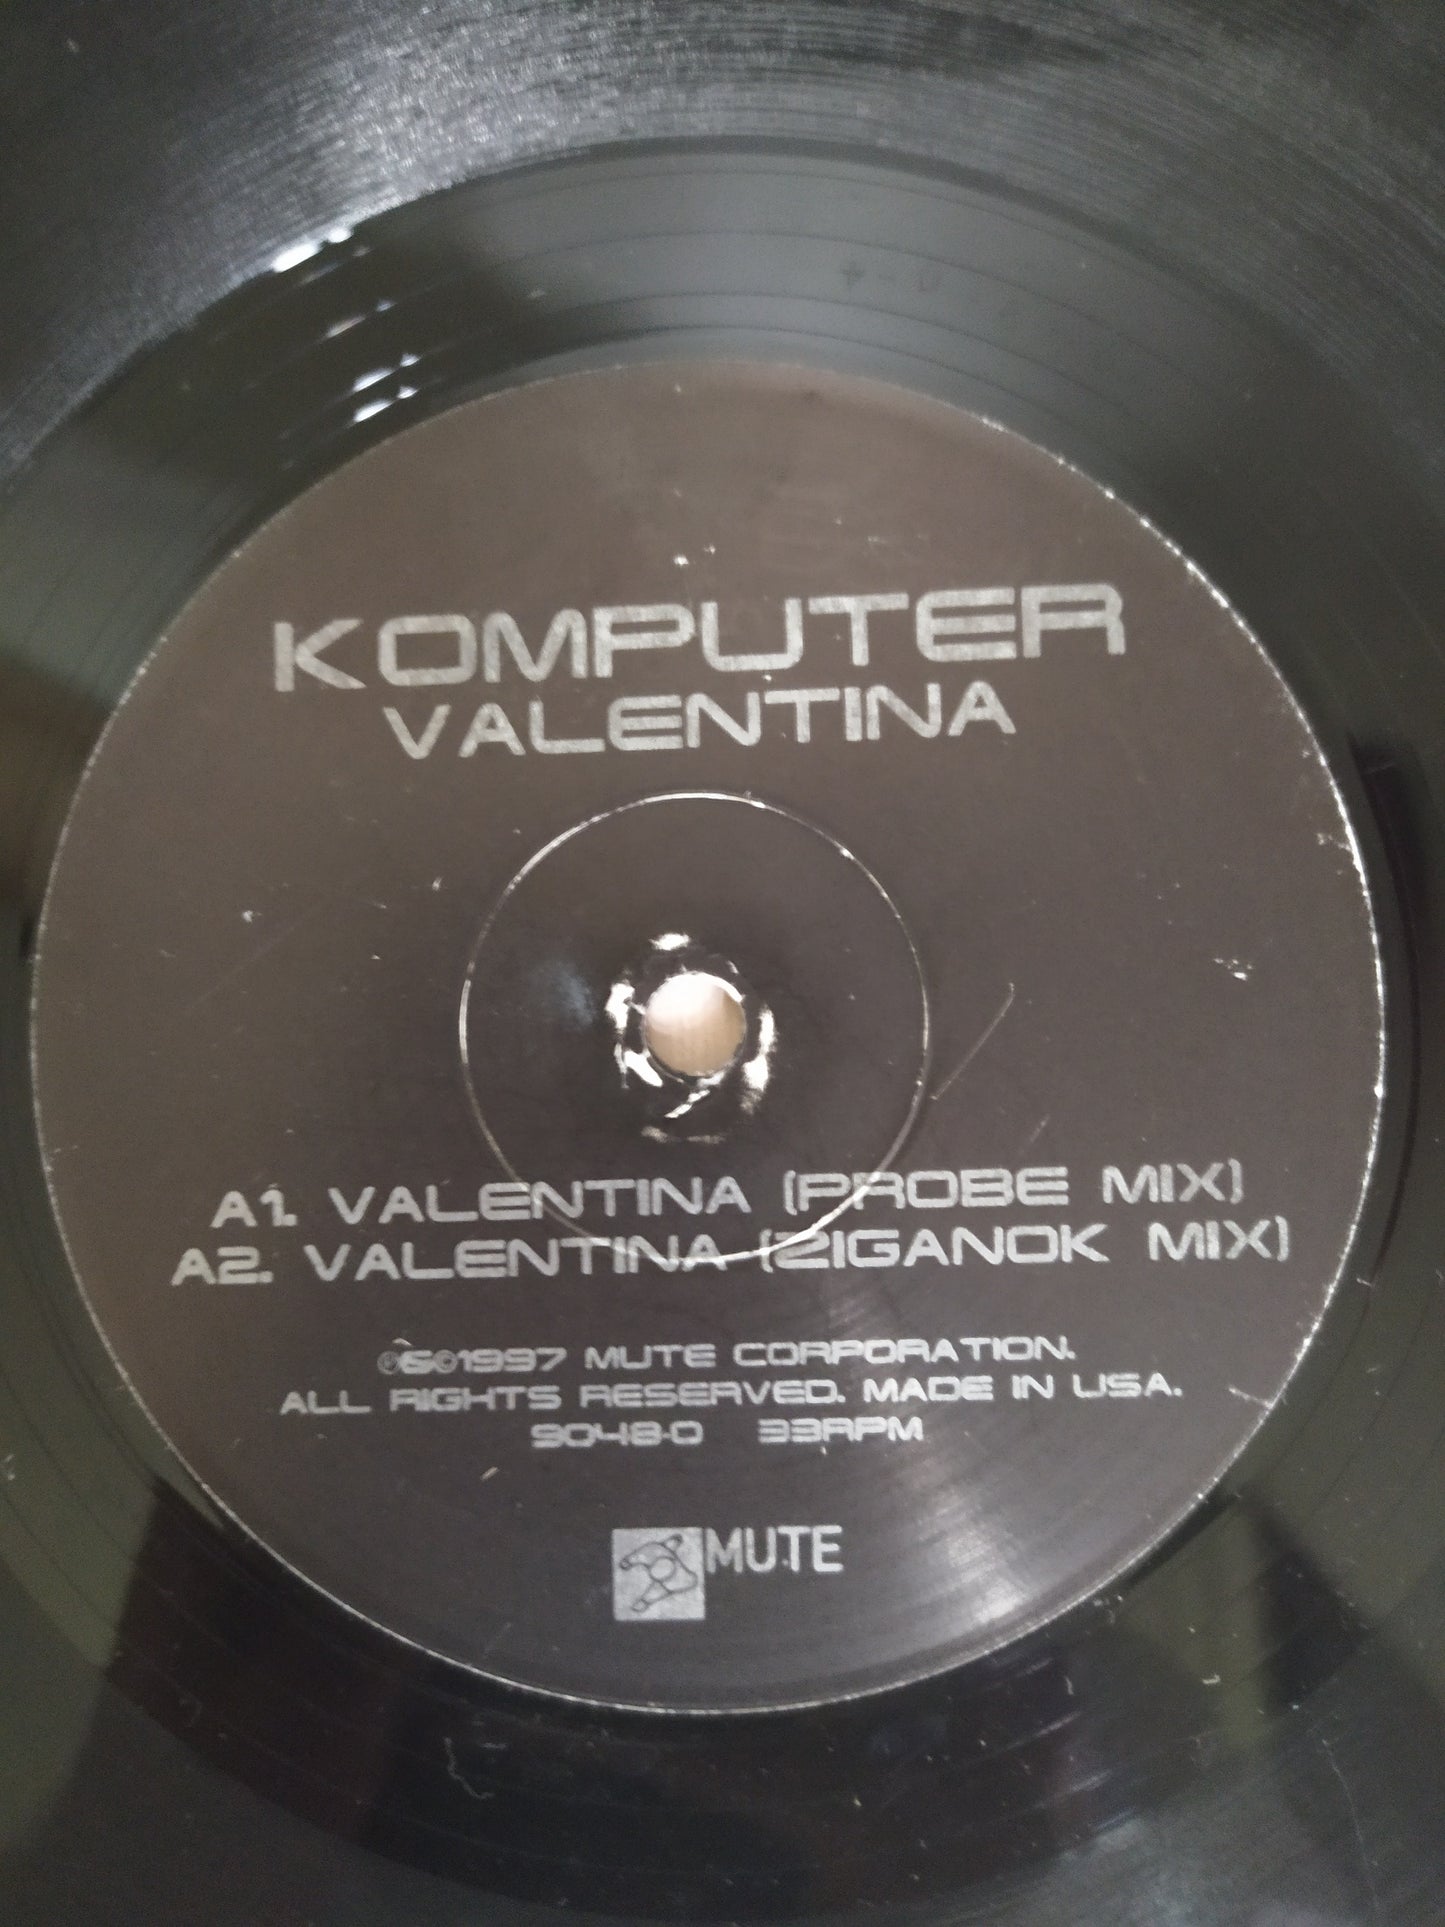 KOMPUTER
VALENTINA
A1. VALENTINA (PROBE MIX)
A2. VALENTINA (ZIGANOK MIX)
℗&©1997 MUTE CORPORATION.
ALL RIGHTS RESERVED. MADE IN USA.
9048-0 33RPM
MUTE